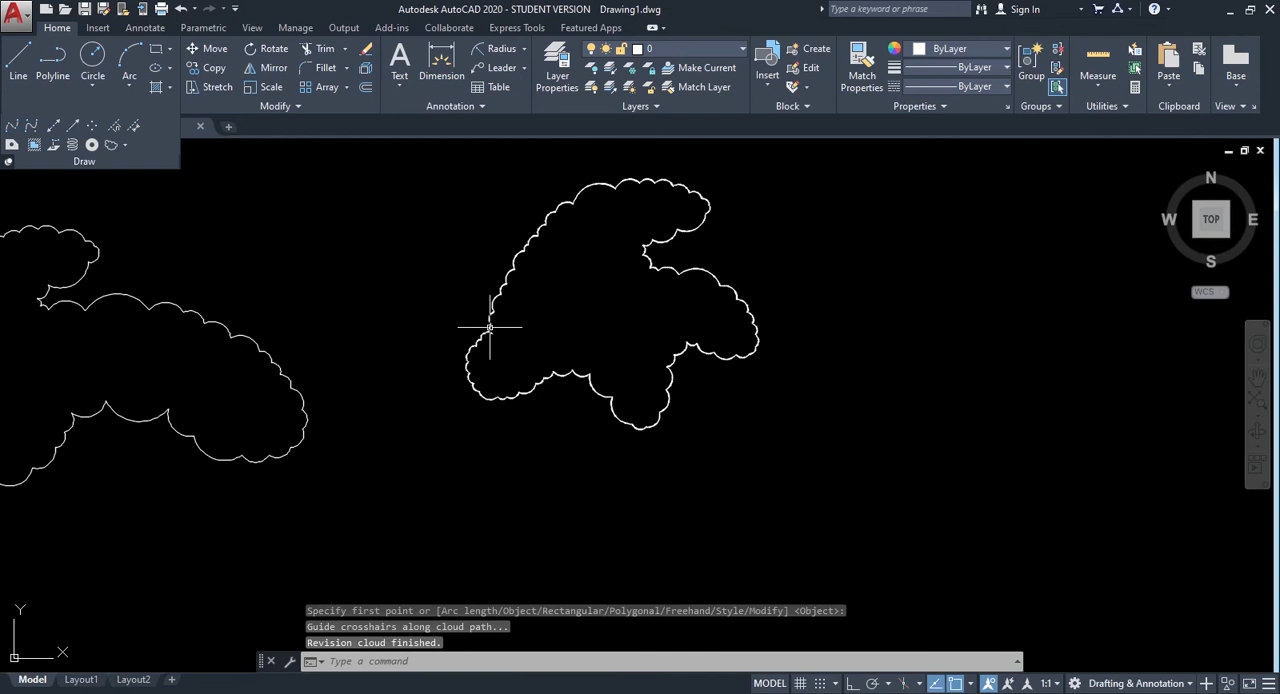 A
Autodesk AutoCAD 2020 - STUDENT VERSION Drawing1.dwg
Type a keyword or phrase
Sign In
Home Insert Annotate Parametric View Manage Output Add-ins Collaborate Express Tools Featured Apps
Line Polyline Circle Arc
Move Rotate Trim
Copy Mirror Fillet
Stretch Scale Array
Modify
Text Dimension
Radius
Leader
Table
Annotation
Layer Properties
0
Make Current
Match Layer
Layers
Insert
Create
Edit
Block
Match Properties
ByLayer
ByLayer
ByLayer
Properties
Group
Groups
Measure
Utilities
Paste
Clipboard
Base
View
Draw
N
W TOP E
S
WCS
Y
X
Specify first point or [Arc length/Object/Rectangular/Polygonal/Freehand/Style/Modify] <Object>:
Guide crosshairs along cloud path...
Revision cloud finished.
Type a command
Model Layout1 Layout2 +
MODEL 1:1 Drafting & Annotation